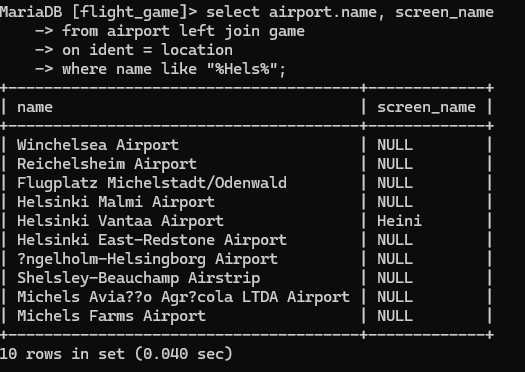 MariaDB [flight_game]> select airport.name, screen_name
    -> from airport left join game
    -> on ident = location
    -> where name like "%Hels%";
+------------------------------------+-------------+
| name                               | screen_name |
+------------------------------------+-------------+
| Winchelsea Airport                 | NULL        |
| Reichelsheim Airport               | NULL        |
| Flugplatz Michelstadt/Odenwald     | NULL        |
| Helsinki Malmi Airport             | NULL        |
| Helsinki Vantaa Airport            | Heini       |
| Helsinki East-Redstone Airport     | NULL        |
| ?ngelholm-Helsingborg Airport      | NULL        |
| Shelsley-Beauchamp Airstrip        | NULL        |
| Michels Avia??o Agr?cola LTDA Airport | NULL        |
| Michels Farms Airport              | NULL        |
+------------------------------------+-------------+
10 rows in set (0.040 sec)